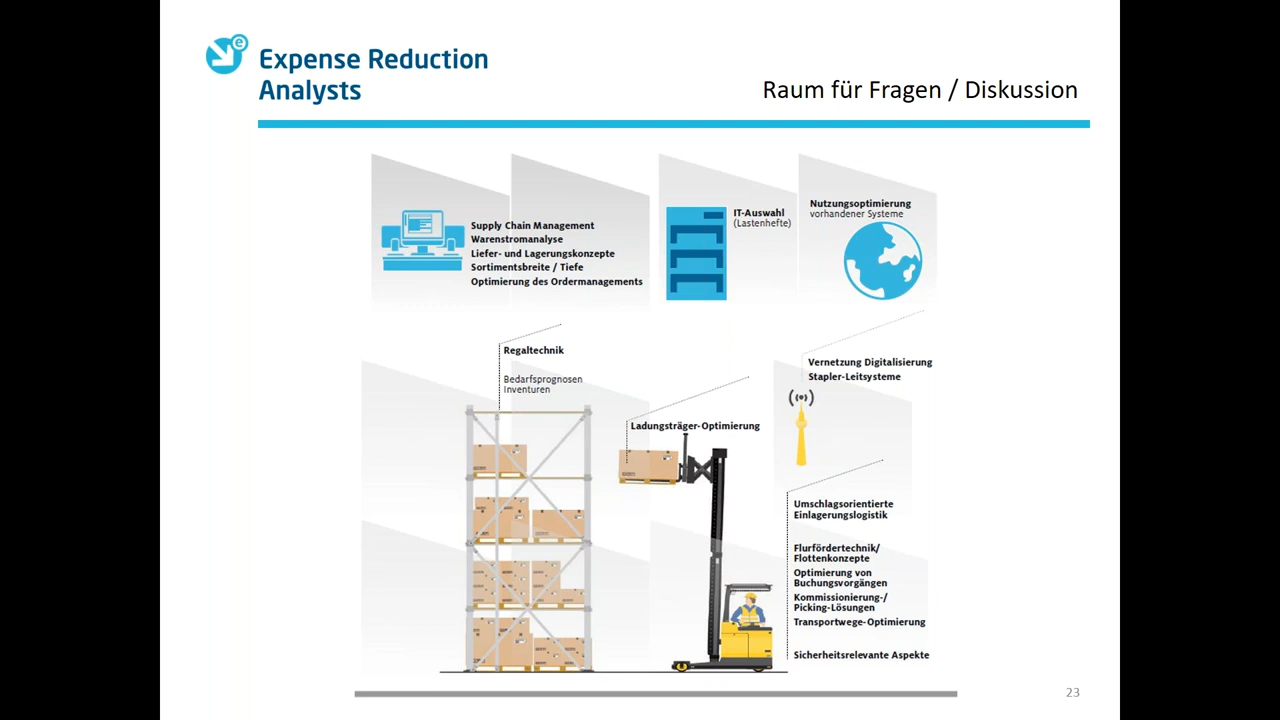 e
Expense Reduction
Analysts
Raum für Fragen / Diskussion
Supply Chain Management
Warenstromanalyse
Liefer- und Lagerungskonzepte
Sortimentsbreite / Tiefe
Optimierung des Ordermanagements
IT-Auswahl
(Lastenhefte)
Nutzungsoptimierung
vorhandener Systeme
Regaltechnik
Bedarfsprognosen
Inventuren
Ladungsträger-Optimierung
Vernetzung Digitalisierung
Stapler-Leitsysteme
Umschlagsorientierte
Einlagerungslogistik
Flurfördertechnik/
Flottenkonzepte
Optimierung von
Buchungsvorgängen
Kommissionierung-/
Picking-Lösungen
Transportwege-Optimierung
Sicherheitsrelevante Aspekte
23